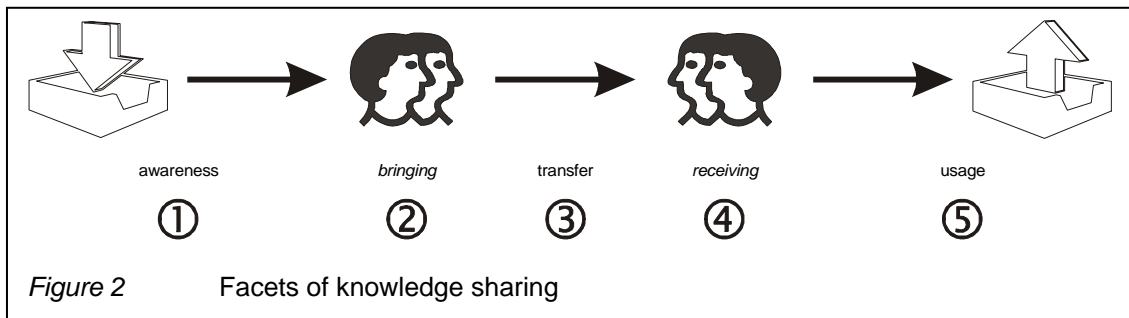 awareness bringing transfer receiving usage
① ② ③ ④ ⑤
Figure 2 Facets of knowledge sharing